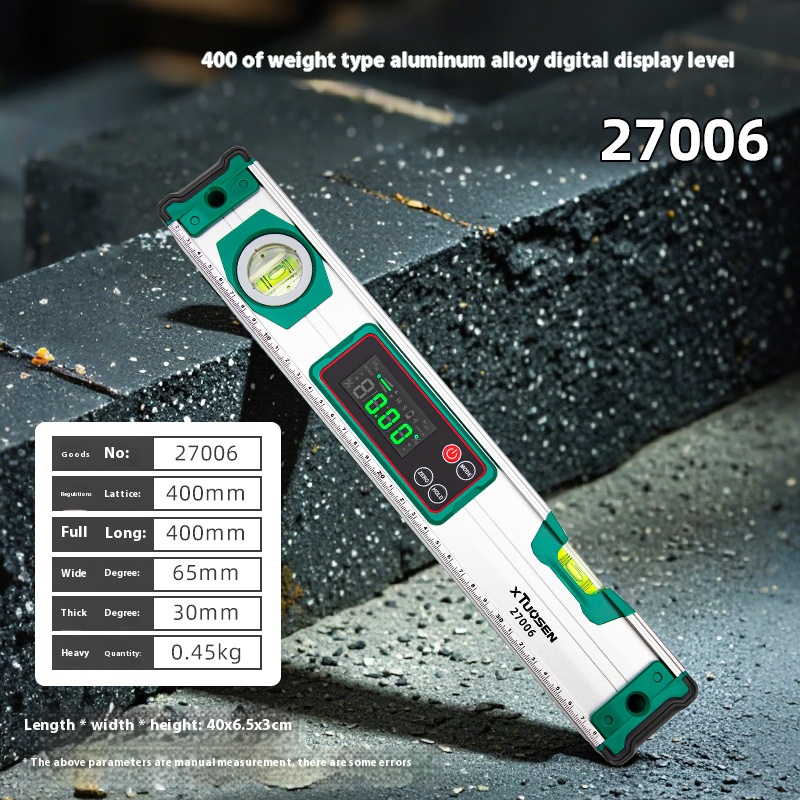 400 of weight type aluminum alloy digital display level
27006
0.00°
ZERO
HOLD
MODE
XTUOSEN
27006
Goods No: 27006
Regulations Lattice: 400mm
Full Long: 400mm
Wide Degree: 65mm
Thick Degree: 30mm
Heavy Quantity: 0.45kg
Length * width * height: 40x6.5x3cm
* The above parameters are manual measurement, there are some errors